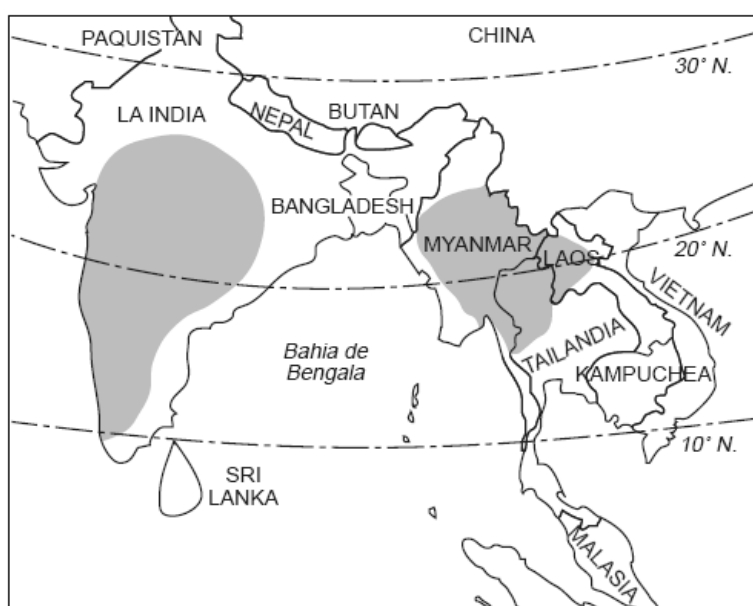 PAQUISTAN
CHINA
30° N.
LA INDIA
NEPAL
BUTAN
BANGLADESH
MYANMAR
LAOS
20° N.
VIETNAM
Bahia de
Bengala
TAILANDIA
KAMPUCHEA
10° N.
SRI
LANKA
MALASIA